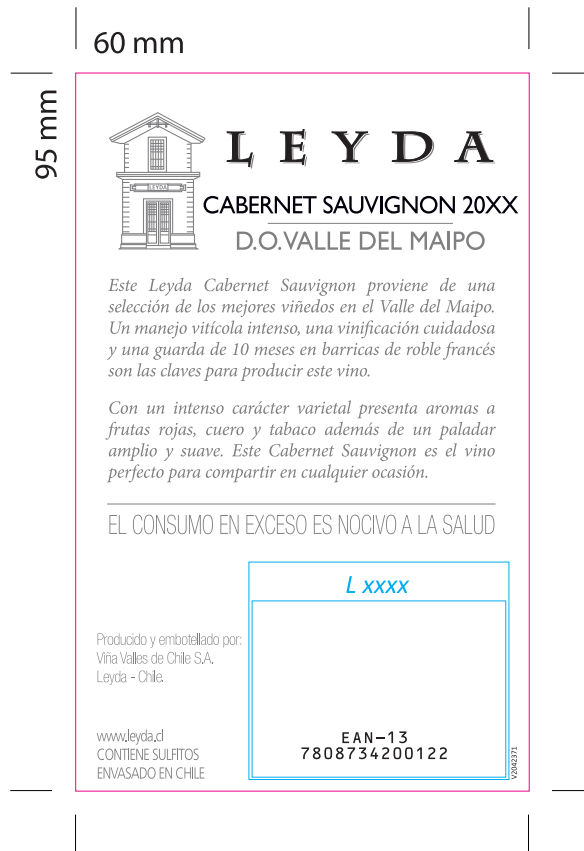 60 mm
95 mm
LEYDA
LEYDA
CABERNET SAUVIGNON 20XX
D.O. VALLE DEL MAIPO
Este Leyda Cabernet Sauvignon proviene de una
selección de los mejores viñedos en el Valle del Maipo.
Un manejo vitícola intenso, una vinificación cuidadosa
y una guarda de 10 meses en barricas de roble francés
son las claves para producir este vino.
Con un intenso carácter varietal presenta aromas a
frutas rojas, cuero y tabaco además de un paladar
amplio y suave. Este Cabernet Sauvignon es el vino
perfecto para compartir en cualquier ocasión.
EL CONSUMO EN EXCESO ES NOCIVO A LA SALUD
L xxxx
Producido y embotellado por:
Viña Valles de Chile S.A.
Leyda - Chile.
www.leyda.cl
CONTIENE SULFITOS
ENVASADO EN CHILE
EAN-13
7808734200122
V2042371